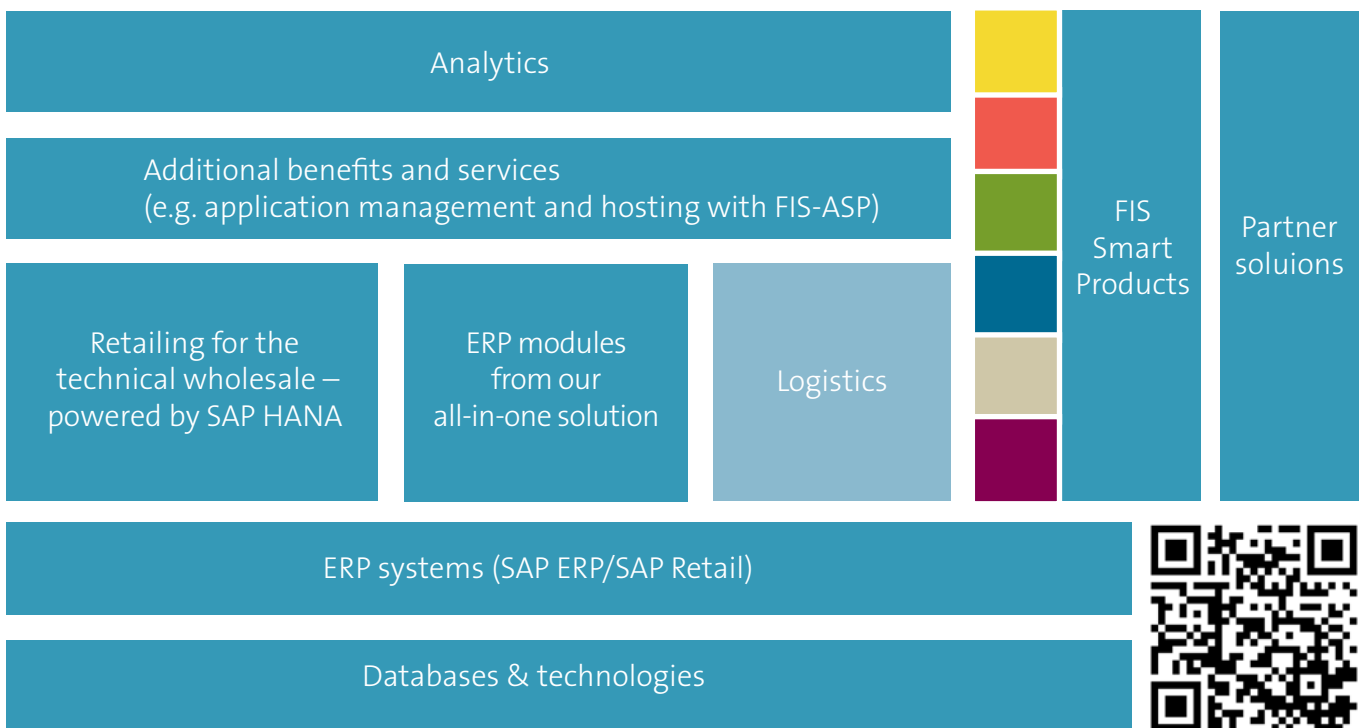 Analytics
Additional benefits and services
(e.g. application management and hosting with FIS-ASP)
Retailing for the
technical wholesale –
powered by SAP HANA
ERP modules
from our
all-in-one solution
Logistics
FIS
Smart
Products
Partner
soluions
ERP systems (SAP ERP/SAP Retail)
Databases & technologies